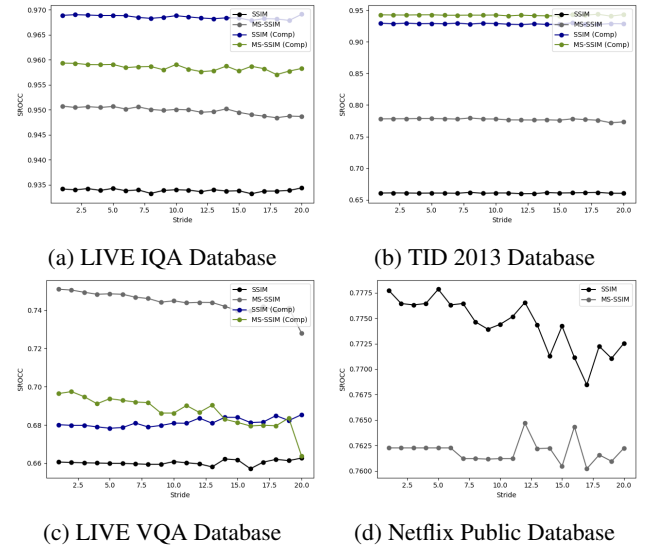 0.970
0.965
0.960
0.955
0.950
0.945
0.940
0.935
SROCC
2.5 5.0 7.5 10.0 12.5 15.0 17.5 20.0
Stride
SSIM
MS-SSIM
SSIM (Comp)
MS-SSIM (Comp)
(a) LIVE IQA Database
0.95
0.90
0.85
0.80
0.75
0.70
0.65
SROCC
2.5 5.0 7.5 10.0 12.5 15.0 17.5 20.0
Stride
SSIM
MS-SSIM
SSIM (Comp)
MS-SSIM (Comp)
(b) TID 2013 Database
0.74
0.72
0.70
0.68
0.66
SROCC
2.5 5.0 7.5 10.0 12.5 15.0 17.5 20.0
Stride
SSIM
MS-SSIM
SSIM (Comp)
MS-SSIM (Comp)
(c) LIVE VQA Database
0.7775
0.7750
0.7725
0.7700
0.7675
0.7650
0.7625
0.7600
SROCC
2.5 5.0 7.5 10.0 12.5 15.0 17.5 20.0
Stride
SSIM
MS-SSIM
(d) Netflix Public Database